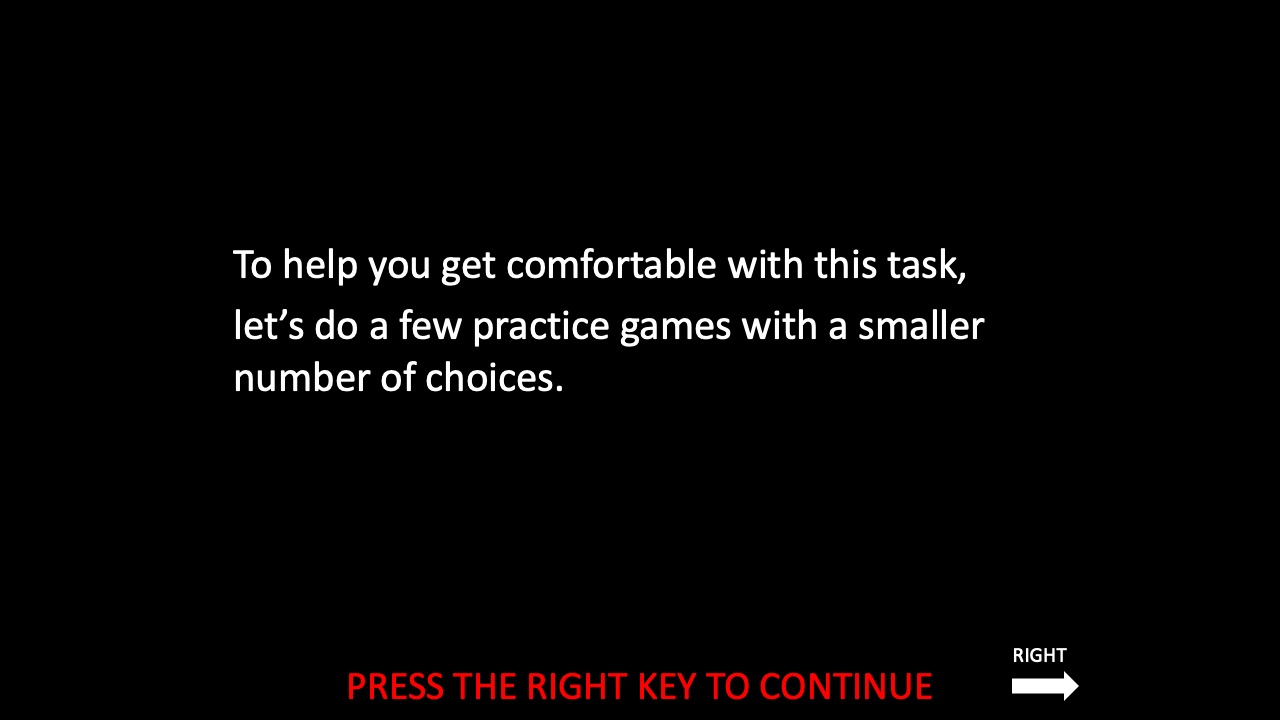 To help you get comfortable with this task,
let’s do a few practice games with a smaller
number of choices.
RIGHT
PRESS THE RIGHT KEY TO CONTINUE